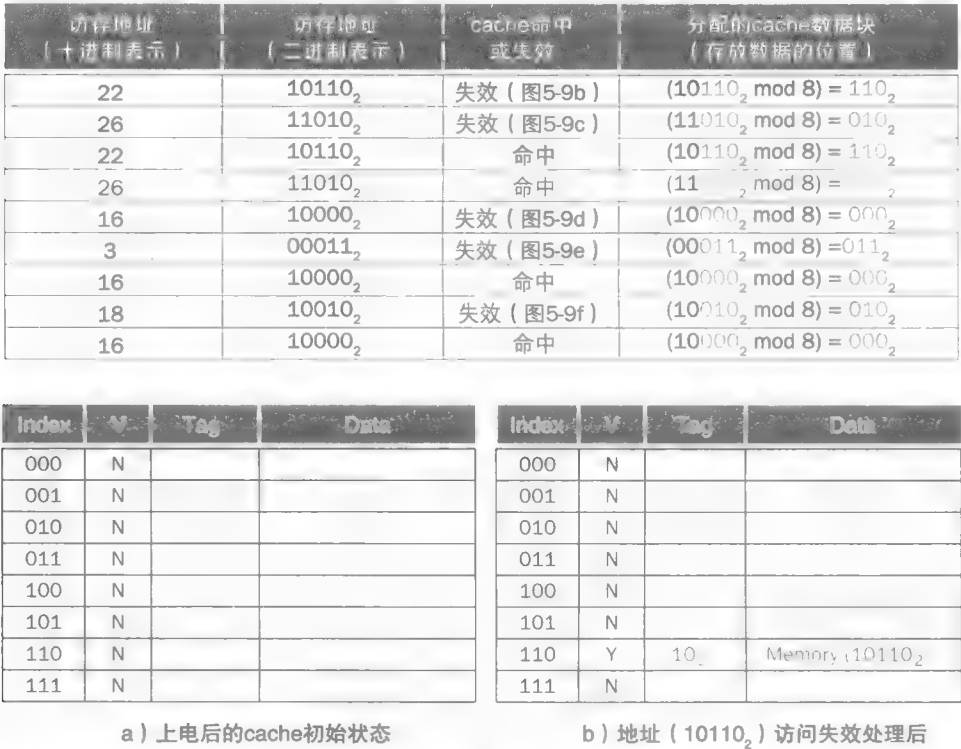 访存地址 访存地址 cache命中 分配的cache数据块
（十进制表示） （二进制表示） 或失效 （存放数据的位置）
22 10110₂ 失效（图5-9b） (10110₂ mod 8) = 110₂
26 11010₂ 失效（图5-9c） (11010₂ mod 8) = 010₂
22 10110₂ 命中 (10110₂ mod 8) = 110₂
26 11010₂ 命中 (11 ₂ mod 8) = ₂
16 10000₂ 失效（图5-9d） (10000₂ mod 8) = 000₂
3 00011₂ 失效（图5-9e） (00011₂ mod 8) =011₂
16 10000₂ 命中 (10000₂ mod 8) = 000₂
18 10010₂ 失效（图5-9f） (10010₂ mod 8) = 010₂
16 10000₂ 命中 (10000₂ mod 8) = 000₂
Index V Tag Data
000 N
001 N
010 N
011 N
100 N
101 N
110 N
111 N
a）上电后的cache初始状态
Index V Tag Data
000 N
001 N
010 N
011 N
100 N
101 N
110 Y 10₂ Memory (10110₂
111 N
b）地址（10110₂）访问失效处理后